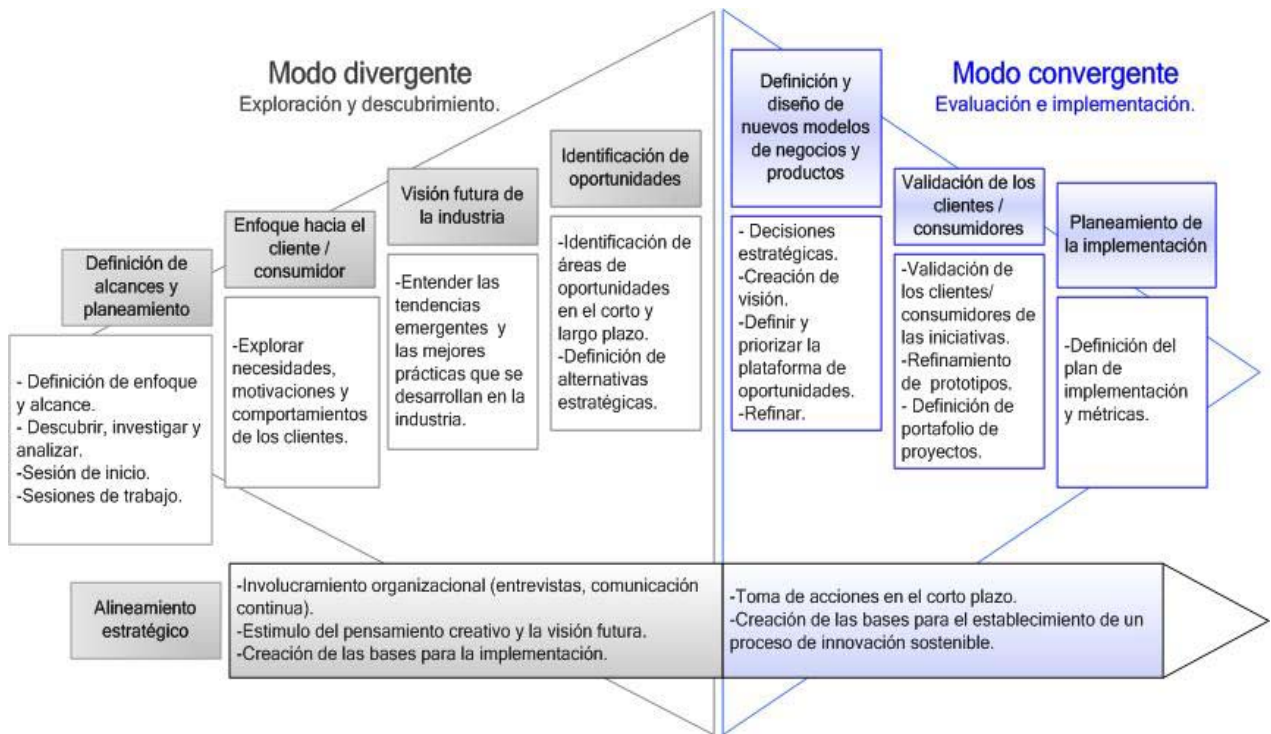 Modo divergente
Exploración y descubrimiento.
Definición de
alcances y
planeamiento
- Definición de enfoque
y alcance.
- Descubrir, investigar y
analizar.
-Sesión de inicio.
-Sesiones de trabajo.
Enfoque hacia el
cliente /
consumidor
-Explorar
necesidades,
motivaciones y
comportamientos
de los clientes.
Visión futura de
la industria
-Entender las
tendencias
emergentes y
las mejores
prácticas que se
desarrollan en la
industria.
Identificación de
oportunidades
-Identificación de
áreas de
oportunidades
en el corto y
largo plazo.
-Definición de
alternativas
estratégicas.
Modo convergente
Evaluación e implementación.
Definición y
diseño de
nuevos modelos
de negocios y
productos
- Decisiones
estratégicas.
-Creación de
visión.
-Definir y
priorizar la
plataforma de
oportunidades.
-Refinar.
Validación de los
clientes /
consumidores
-Validación de
los clientes/
consumidores de
las iniciativas.
-Refinamiento
de prototipos.
- Definición de
portafolio de
proyectos.
Planeamiento de
la implementación
-Definición del
plan de
implementación
y métricas.
Alineamiento
estratégico
-Involucramiento organizacional (entrevistas, comunicación
continua).
-Estimulo del pensamiento creativo y la visión futura.
-Creación de las bases para la implementación.
-Toma de acciones en el corto plazo.
-Creación de las bases para el establecimiento de un
proceso de innovación sostenible.